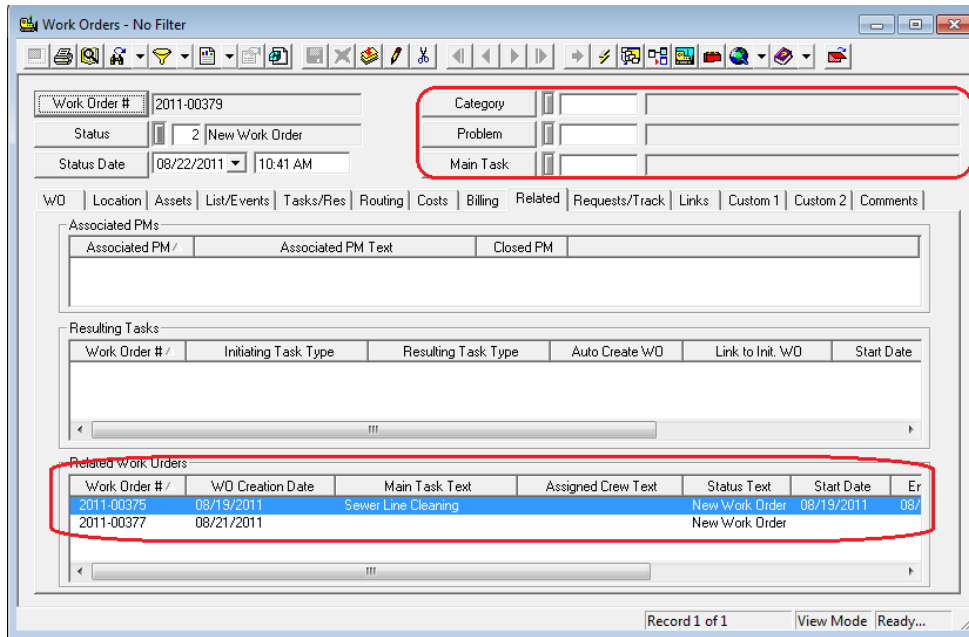 Work Orders - No Filter
Work Order # 2011-00379 Category
Status 2 New Work Order Problem
Status Date 08/22/2011 10:41 AM Main Task
WO Location Assets List/Events Tasks/Res Routing Costs Billing Related Requests/Track Links Custom 1 Custom 2 Comments
Associated PMs
Associated PM Associated PM Text Closed PM
Resulting Tasks
Work Order # Initiating Task Type Resulting Task Type Auto Create WO Link to Init. WO Start Date
Related Work Orders
Work Order # WO Creation Date Main Task Text Assigned Crew Text Status Text Start Date Er
2011-00375 08/19/2011 Sewer Line Cleaning New Work Order 08/19/2011 08/
2011-00377 08/21/2011 New Work Order
Record 1 of 1 View Mode Ready...